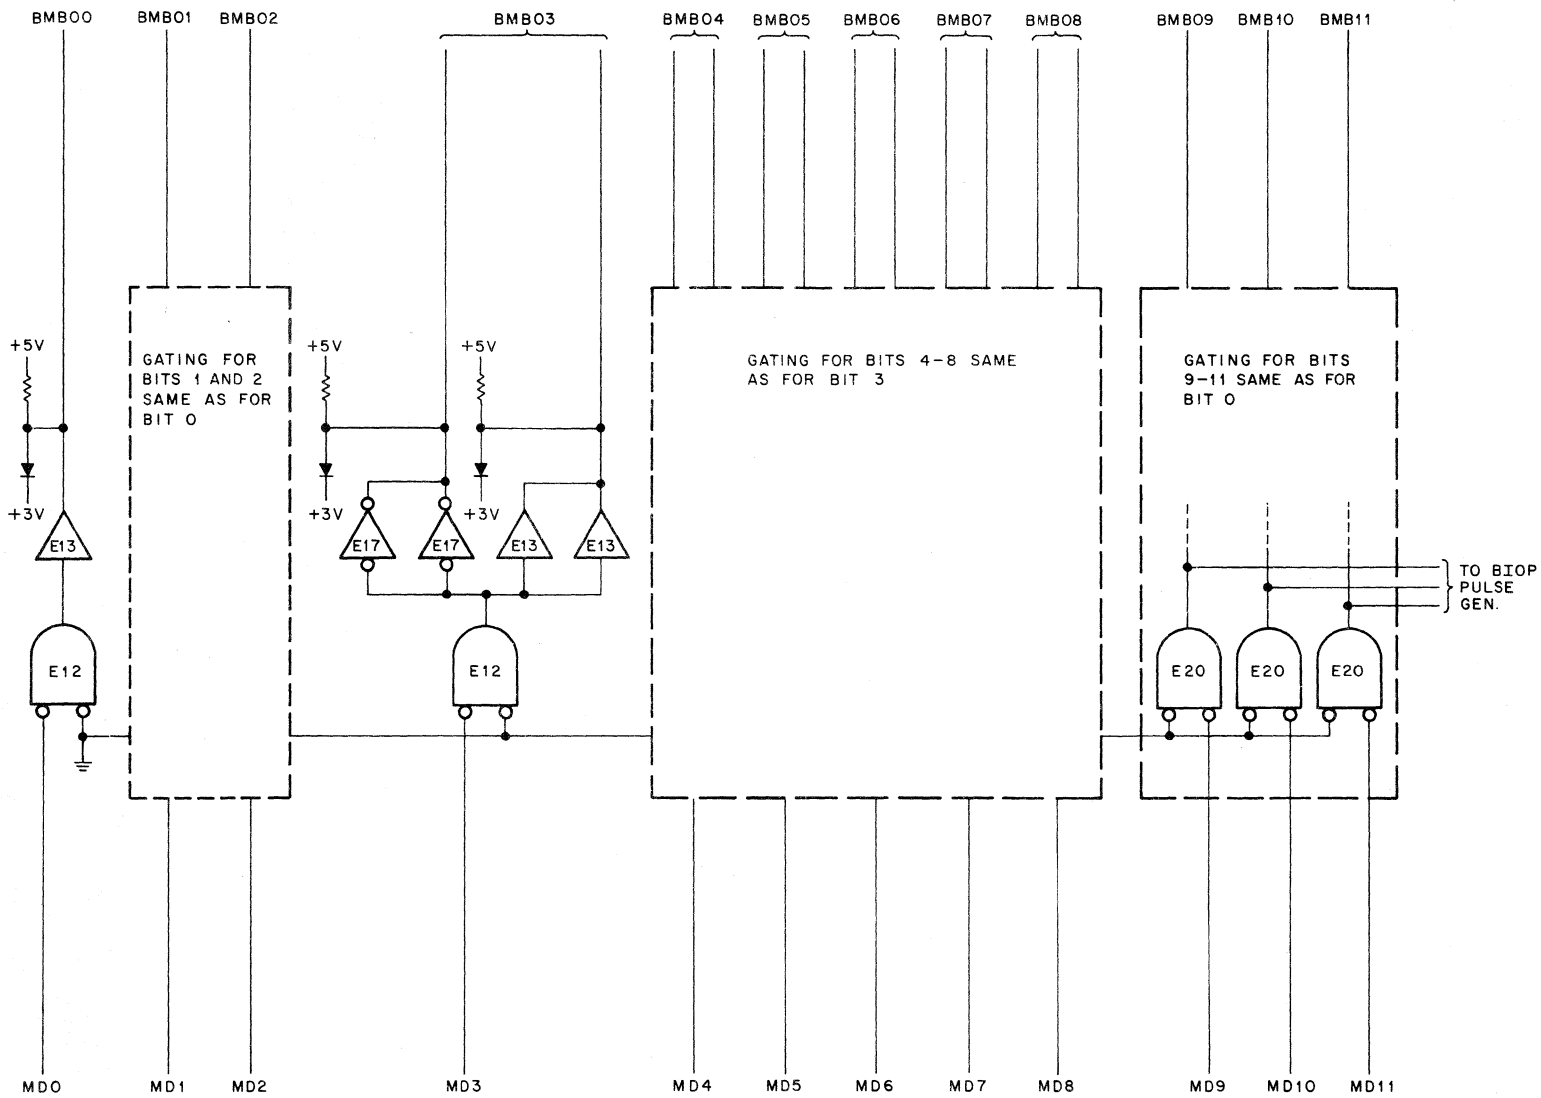 BMB00 BMB01 BMB02 BMB03 BMB04 BMB05 BMB06 BMB07 BMB08 BMB09 BMB10 BMB11
+5V
GATING FOR
BITS 1 AND 2
SAME AS FOR
BIT 0
+5V
+5V
GATING FOR BITS 4-8 SAME
AS FOR BIT 3
GATING FOR BITS
9-11 SAME AS FOR
BIT 0
+3V
+3V
+3V
E13
E17
E17
E13
E13
TO BIOP
PULSE
GEN.
E12
E12
E20
E20
E20
MD0 MD1 MD2 MD3 MD4 MD5 MD6 MD7 MD8 MD9 MD10 MD11